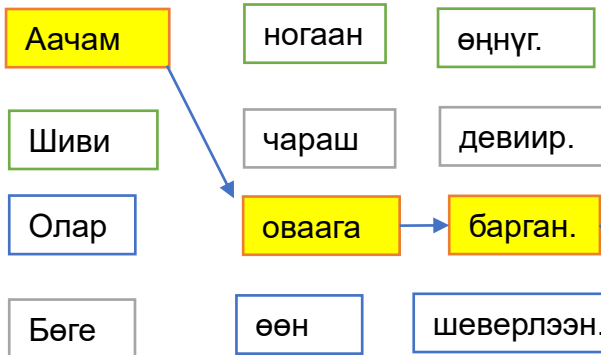 Аачам ногаан өңнүг.
Шиви чараш девиир.
Олар оваага барган.
Бөге өөн шеверлээн.